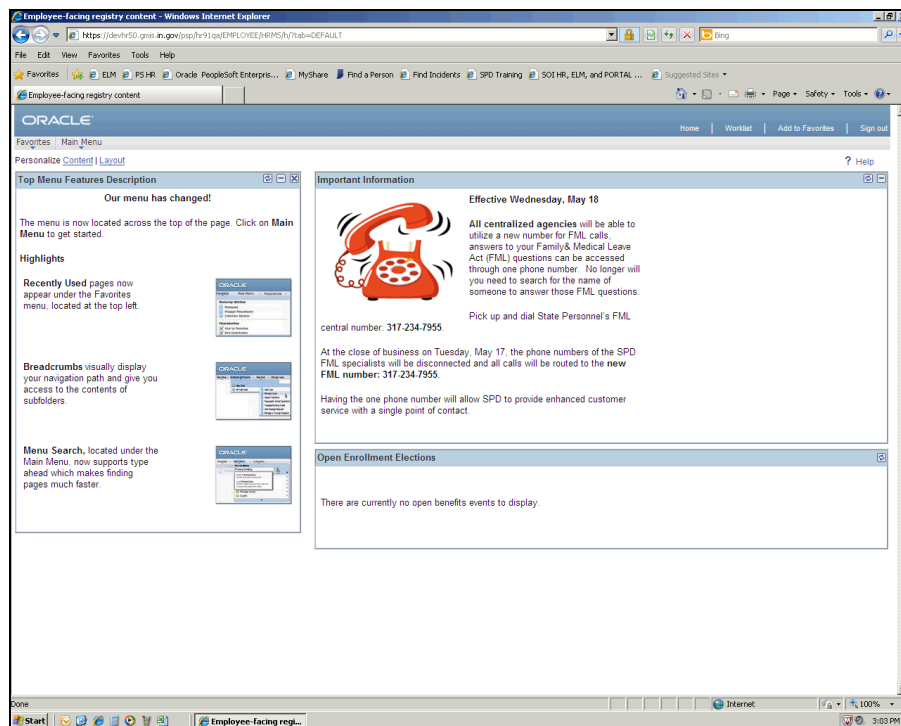 Employee-facing registry content - Windows Internet Explorer
https://devhr50.gmis.in.gov/psp/hr91qa/EMPLOYEE/HRMS/h/?tab=DEFAULT
Bing
File Edit View Favorites Tools Help
Favorites ELM PS HR Oracle PeopleSoft Enterpris... MyShare Find a Person Find Incidents SPD Training SOI HR, ELM, and PORTAL ... Suggested Sites
Employee-facing registry content
Page Safety Tools
ORACLE
Home | Worklist | Add to Favorites | Sign out
Favorites Main Menu
Personalize Content | Layout
? Help
Top Menu Features Description
Our menu has changed!
The menu is now located across the top of the page. Click on Main
Menu to get started.
Highlights
Recently Used pages now
appear under the Favorites
menu, located at the top left.
ORACLE
Breadcrumbs visually display
your navigation path and give you
access to the contents of
subfolders.
ORACLE
Menu Search, located under the
Main Menu, now supports type
ahead which makes finding
pages much faster.
ORACLE
Important Information
Effective Wednesday, May 18
All centralized agencies will be able to
utilize a new number for FML calls,
answers to your Family& Medical Leave
Act (FML) questions can be accessed
through one phone number. No longer will
you need to search for the name of
someone to answer those FML questions.
Pick up and dial State Personnel's FML
central number: 317-234-7955.
At the close of business on Tuesday, May 17, the phone numbers of the SPD
FML specialists will be disconnected and all calls will be routed to the new
FML number: 317-234-7955.
Having the one phone number will allow SPD to provide enhanced customer
service with a single point of contact.
Open Enrollment Elections
There are currently no open benefits events to display.
Done
Internet
100%
Start
Employee-facing regi...
3:03 PM